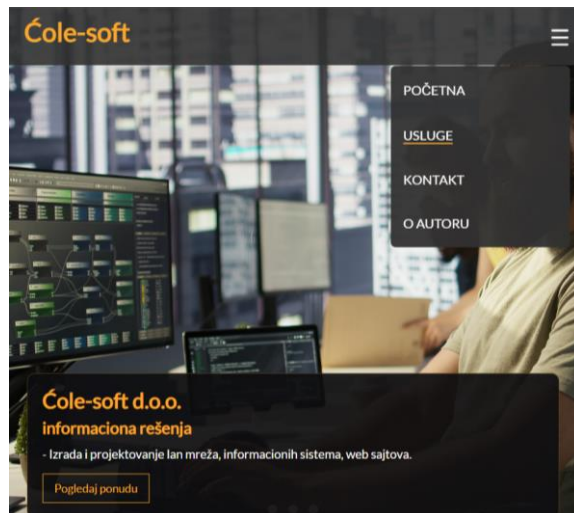 Ćole-soft
POČETNA
USLUGE
KONTAKT
O AUTORU
Ćole-soft d.o.o.
informaciona rešenja
- Izrada i projektovanje lan mreža, informacionih sistema, web sajtova.
Pogledaj ponudu